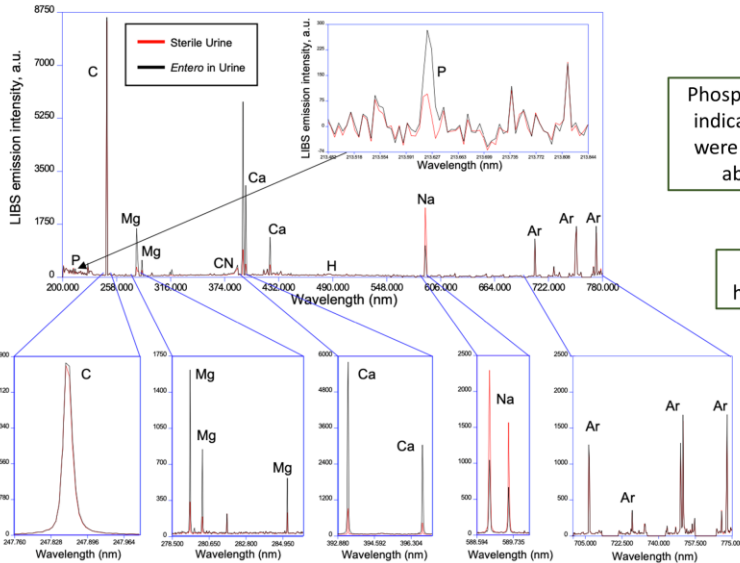 8750
7000
5250
3500
1750
0
LIBS emission intensity, a.u.
Sterile Urine
Entero in Urine
C
P
Mg
Mg
CN
Ca
Ca
H
Na
Ar
Ar
Ar
200.000 258.000 316.000 374.000 432.000 490.000 548.000 606.000 664.000 722.000 780.000
Wavelength (nm)
LIBS emission intensity, a.u.
300
225
150
75
0
P
Wavelength (nm)
Phosp
indica
were
ab
h
C
247.760 247.828 247.896 247.964
Wavelength (nm)
1750
1400
1050
700
350
0
Mg
Mg
Mg
278.500 280.650 282.800 284.950
Wavelength (nm)
6000
4800
3600
2400
1200
0
Ca
Ca
392.880 394.592 396.304
Wavelength (nm)
2500
2000
1500
1000
500
0
Na
588.594 589.735
Wavelength (nm)
2500
2000
1500
1000
500
0
Ar
Ar
Ar
Ar
705.000 722.500 740.000 757.500 775.0
Wavelength (nm)